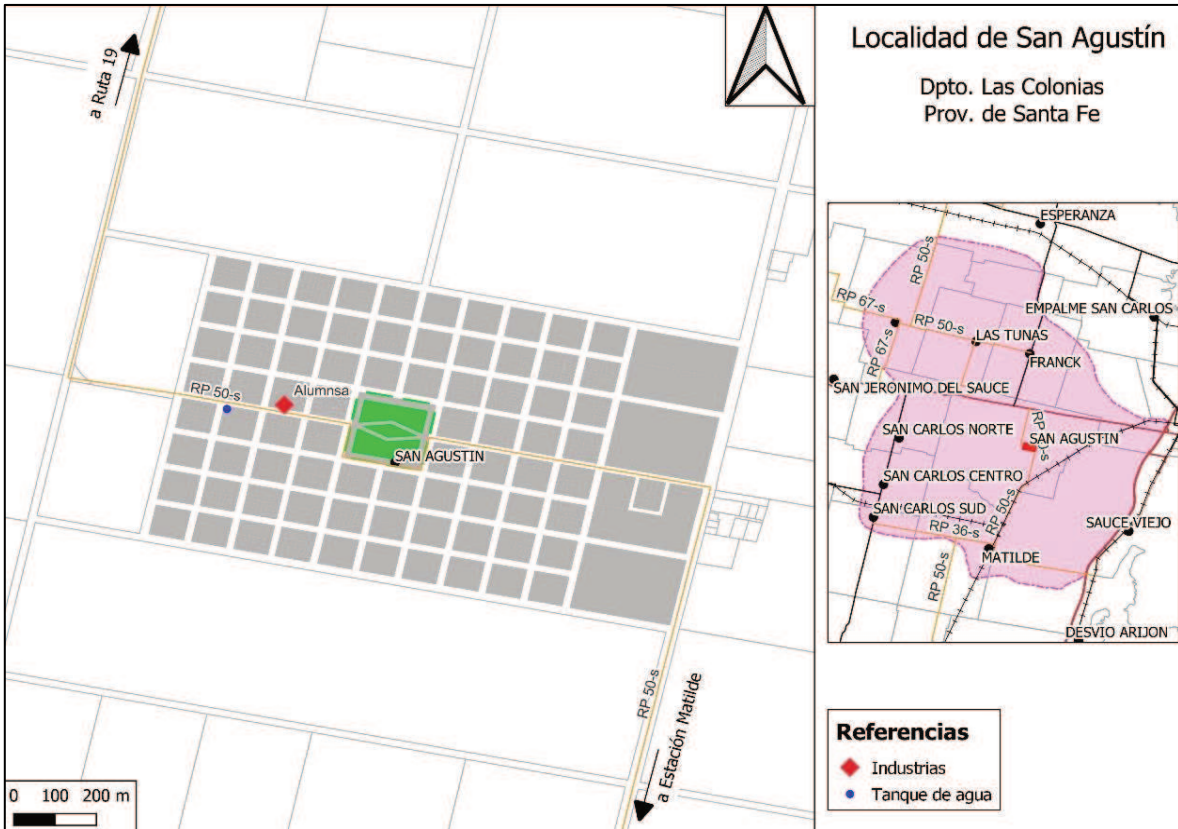 a Ruta 19
RP 50-s
Alumnsa
SAN AGUSTIN
RP 50-s
a Estación Matilde
0 100 200 m
Localidad de San Agustín
Dpto. Las Colonias
Prov. de Santa Fe
ESPERANZA
RP 50-s
RP 67-s
EMPALME SAN CARLOS
RP 50-s
LAS TUNAS
RP 67-s
FRANCK
SAN JERONIMO DEL SAUCE
SAN CARLOS NORTE
SAN AGUSTIN
SAN CARLOS CENTRO
RP 50-s
SAN CARLOS SUD
RP 36-s
SAUCE VIEJO
MATILDE
RP 50-s
DESVIO ARIJON
Referencias
Industrias
Tanque de agua